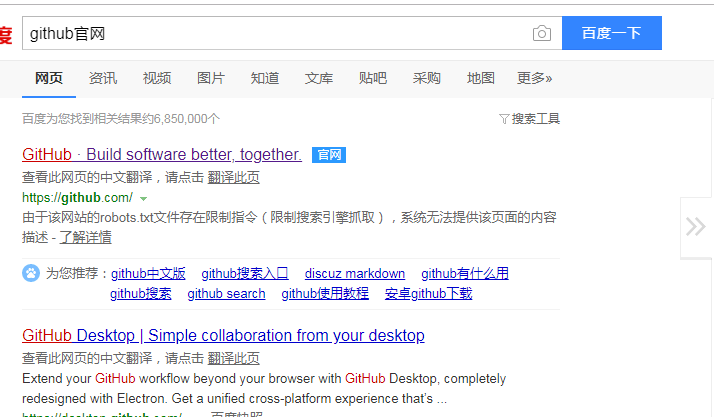 度
github官网
百度一下
网页 资讯 视频 图片 知道 文库 贴吧 采购 地图 更多»
百度为您找到相关结果约6,850,000个 搜索工具
GitHub · Build software better, together. 官网
查看此网页的中文翻译，请点击 翻译此页
https://github.com/
由于该网站的robots.txt文件存在限制指令（限制搜索引擎抓取），系统无法提供该页面的内容
描述 - 了解详情
为您推荐： github中文版 github搜索入口 discuz markdown github有什么用
github搜索 github search github使用教程 安卓github下载
GitHub Desktop | Simple collaboration from your desktop
查看此网页的中文翻译，请点击 翻译此页
Extend your GitHub workflow beyond your browser with GitHub Desktop, completely
redesigned with Electron. Get a unified cross-platform experience that's ...
https://desktop.github.com/ 百度快照